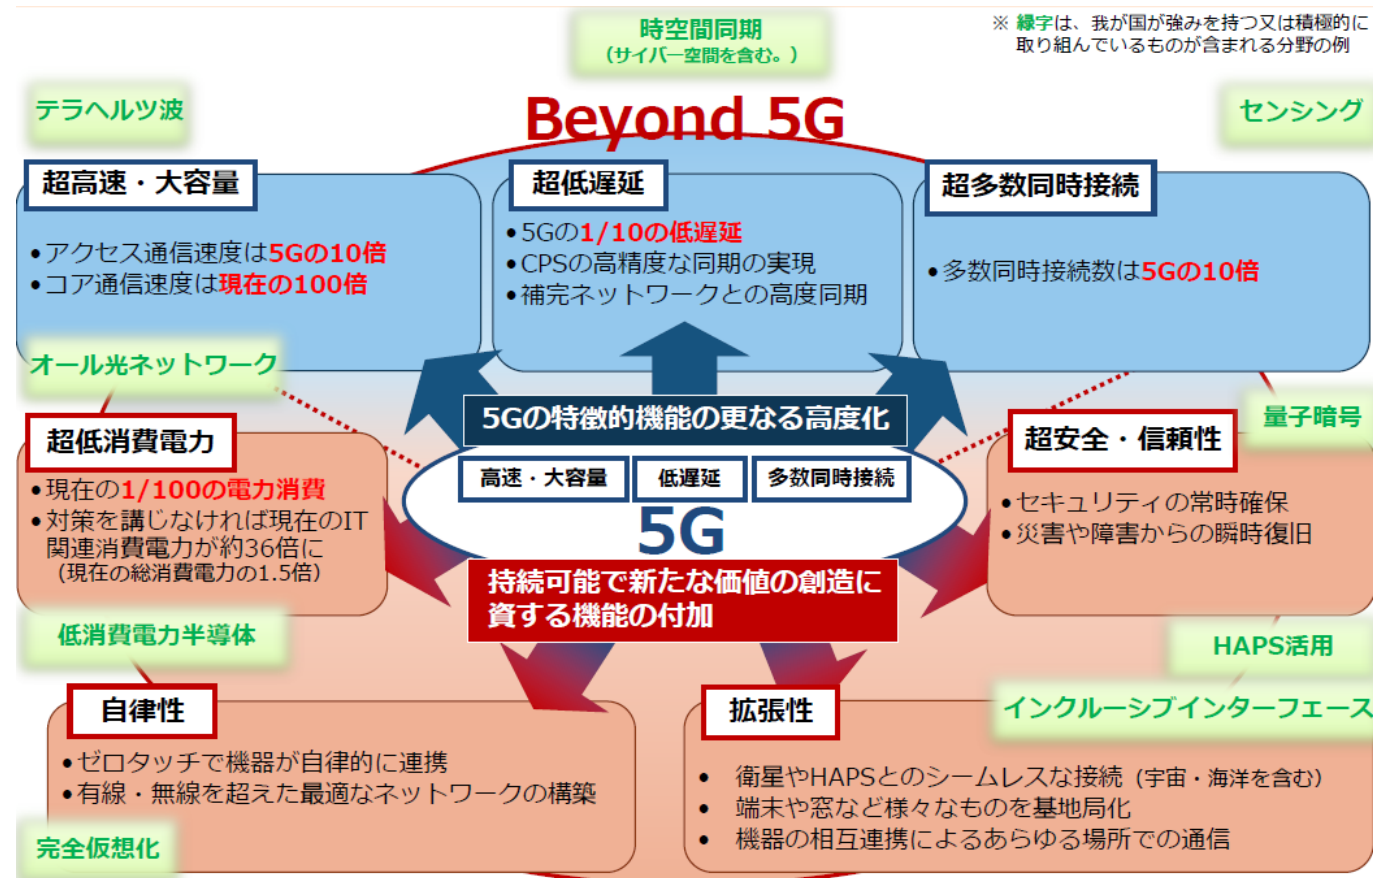 時空間同期
（サイバー空間を含む。）
※ 緑字は、我が国が強みを持つ又は積極的に
取り組んでいるものが含まれる分野の例
テラヘルツ波
Beyond 5G
センシング
超高速・大容量
•アクセス通信速度は5Gの10倍
•コア通信速度は現在の100倍
超低遅延
•5Gの1/10の低遅延
•CPSの高精度な同期の実現
•補完ネットワークとの高度同期
超多数同時接続
•多数同時接続数は5Gの10倍
オール光ネットワーク
5Gの特徴的機能の更なる高度化
高速・大容量
低遅延
多数同時接続
5G
持続可能で新たな価値の創造に
資する機能の付加
超低消費電力
•現在の1/100の電力消費
•対策を講じなければ現在のIT
関連消費電力が約36倍に
（現在の総消費電力の1.5倍）
低消費電力半導体
量子暗号
超安全・信頼性
•セキュリティの常時確保
•災害や障害からの瞬時復旧
HAPS活用
インクルーシブインターフェース
自律性
•ゼロタッチで機器が自律的に連携
•有線・無線を超えた最適なネットワークの構築
完全仮想化
拡張性
• 衛星やHAPSとのシームレスな接続（宇宙・海洋を含む）
• 端末や窓など様々なものを基地局化
• 機器の相互連携によるあらゆる場所での通信